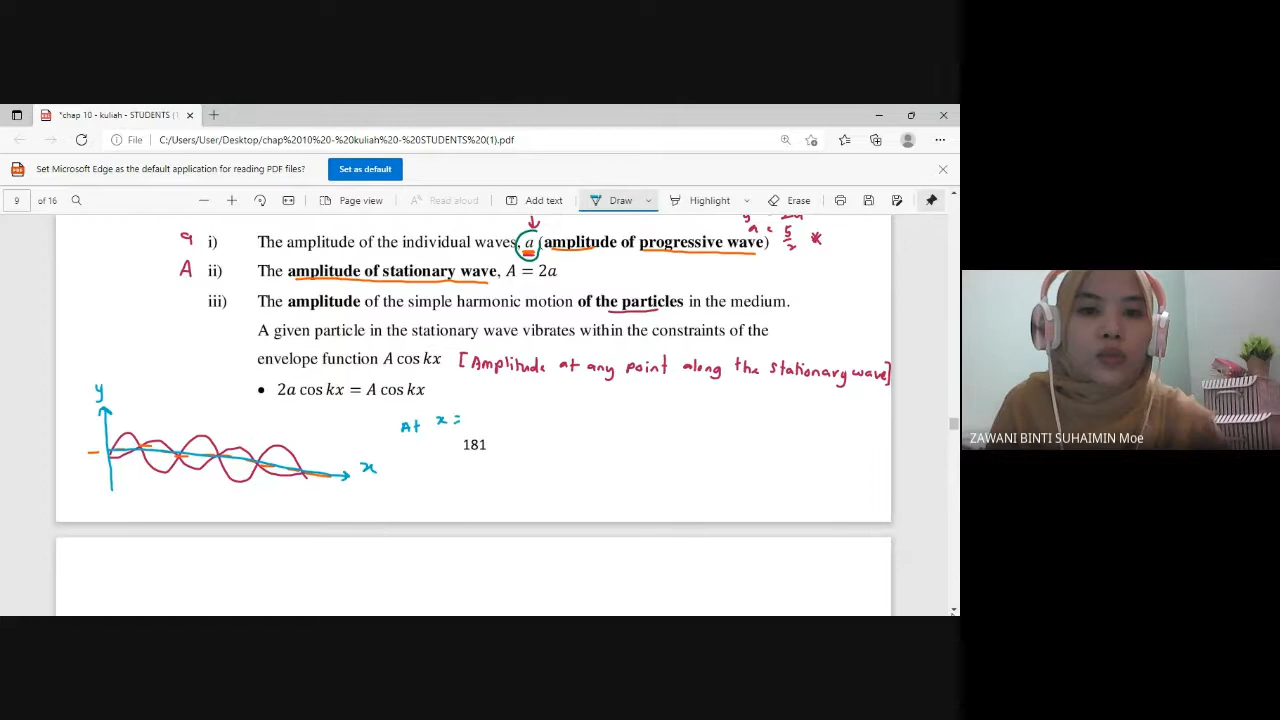 *chap 10 - kuliah - STUDENTS (1
File C:/Users/User/Desktop/chap%2010%20-%20kuliah%20-%20STUDENTS%20(1).pdf
Set Microsoft Edge as the default application for reading PDF files? Set as default
9 of 16 Page view Read aloud Add text Draw Highlight Erase
a = 5/2 *
a i) The amplitude of the individual waves, a (amplitude of progressive wave)
A ii) The amplitude of stationary wave, A = 2a
iii) The amplitude of the simple harmonic motion of the particles in the medium.
A given particle in the stationary wave vibrates within the constraints of the
envelope function A cos kx [Amplitude at any point along the stationary wave]
• 2a cos kx = A cos kx
y
At x =
181
x
ZAWANI BINTI SUHAIMIN Moe